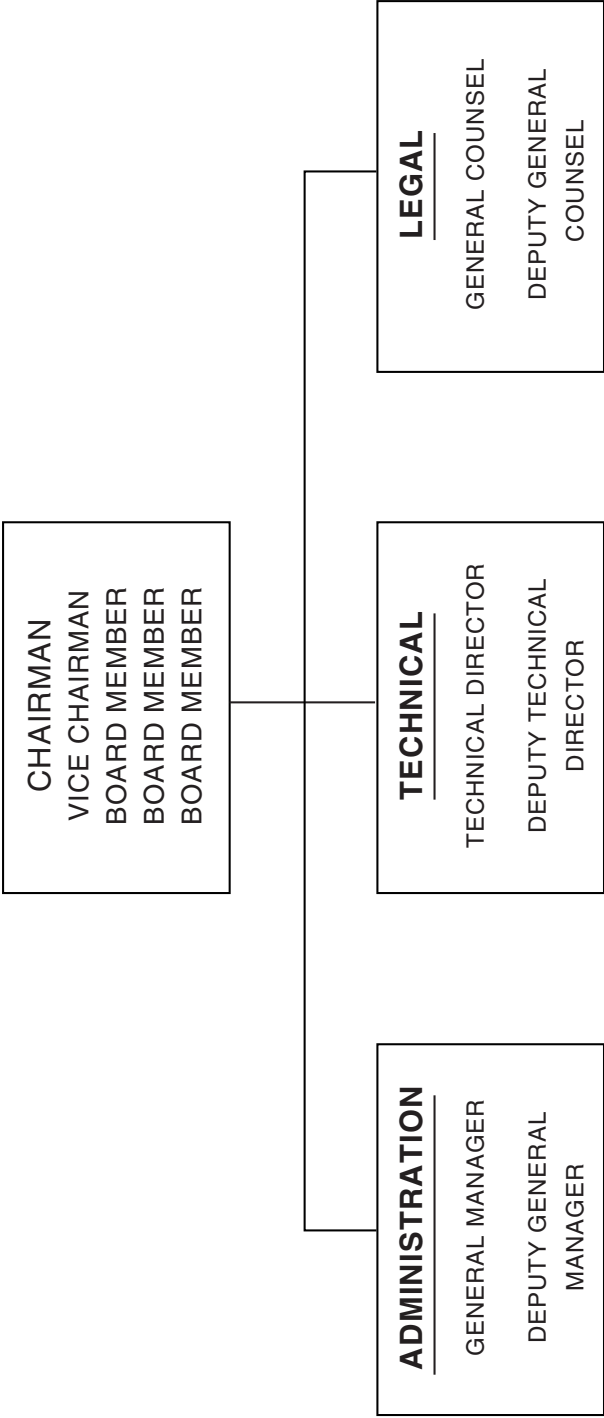 CHAIRMAN
VICE CHAIRMAN
BOARD MEMBER
BOARD MEMBER
BOARD MEMBER
ADMINISTRATION
GENERAL MANAGER
DEPUTY GENERAL
MANAGER
TECHNICAL
TECHNICAL DIRECTOR
DEPUTY TECHNICAL
DIRECTOR
LEGAL
GENERAL COUNSEL
DEPUTY GENERAL
COUNSEL